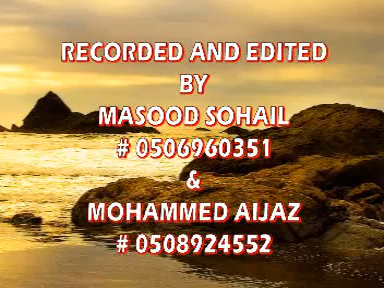 RECORDED AND EDITED
BY
MASOOD SOHAIL
# 0506960351
&
MOHAMMED AIJAZ
# 0508924552